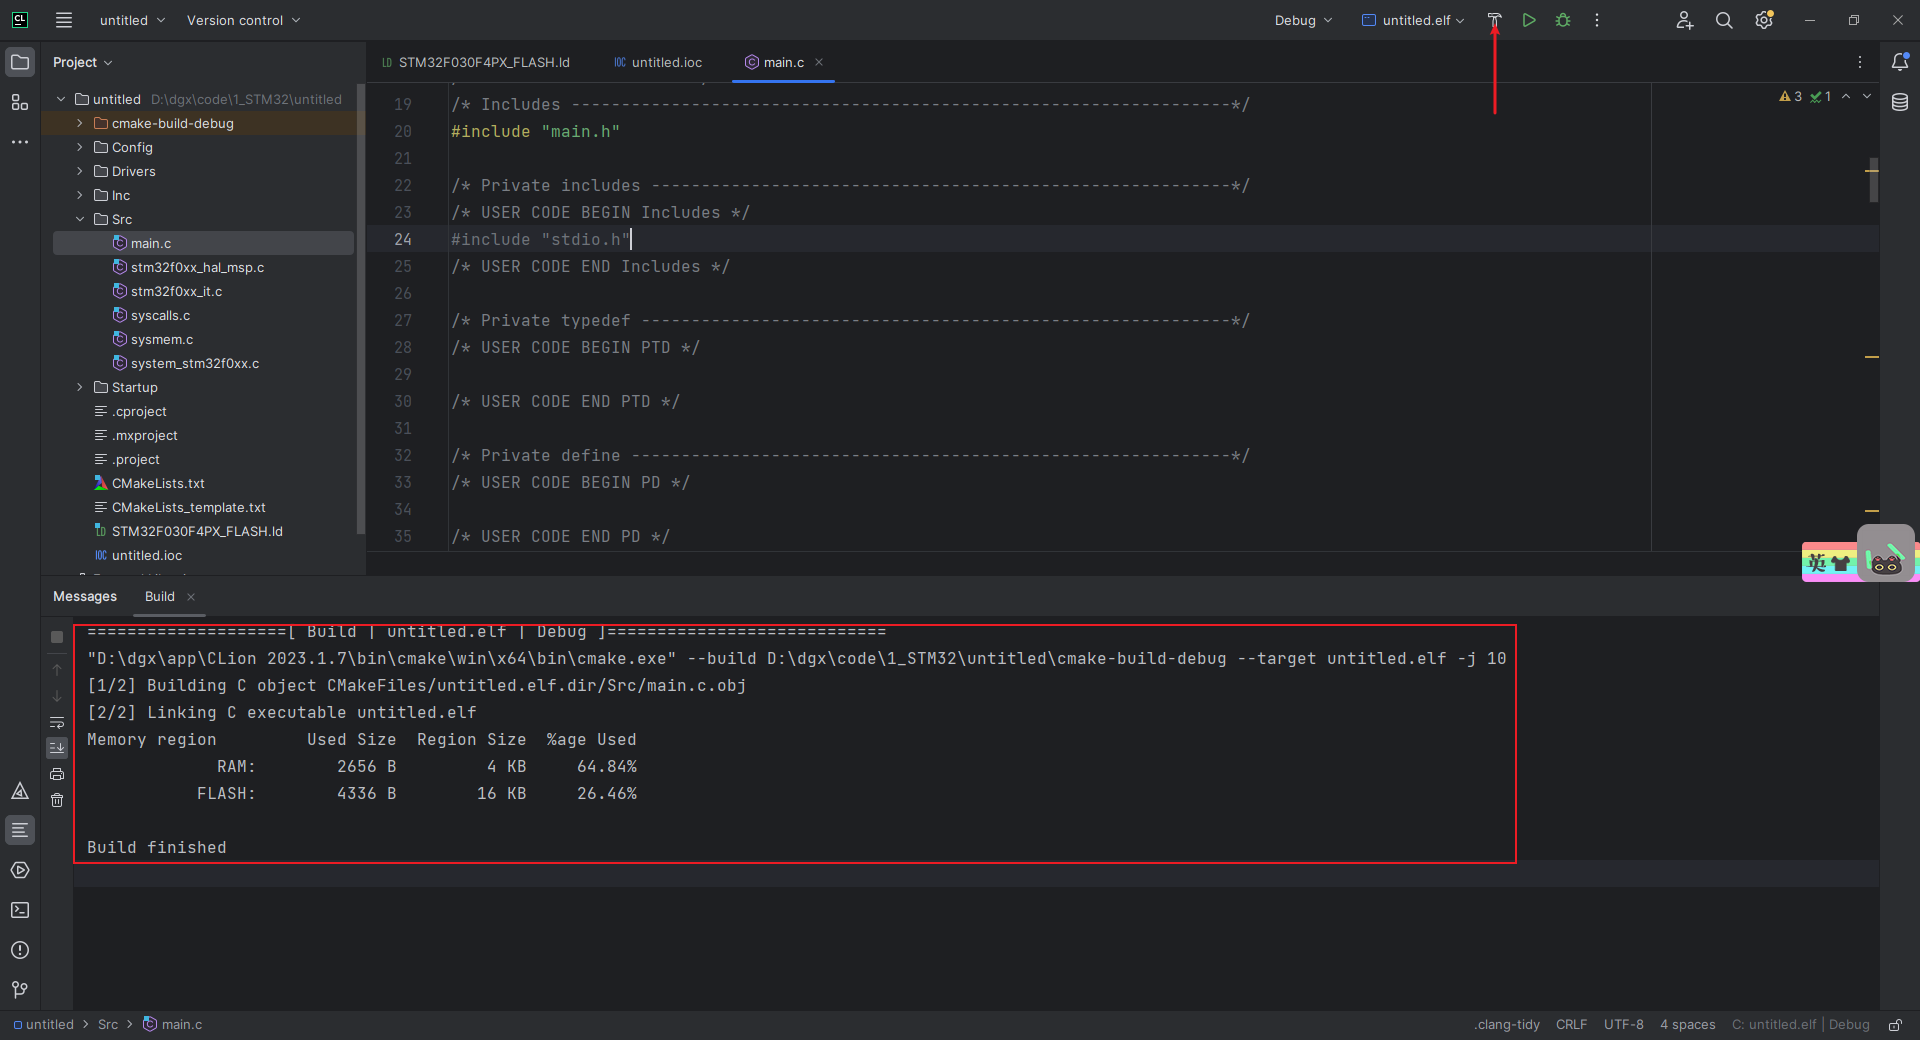 CL untitled Version control Debug untitled.elf
Project
STM32F030F4PX_FLASH.ld IOC untitled.ioc C main.c
untitled D:\dgx\code\1_STM32\untitled
cmake-build-debug
Config
Drivers
Inc
Src
main.c
stm32f0xx_hal_msp.c
stm32f0xx_it.c
syscalls.c
sysmem.c
system_stm32f0xx.c
Startup
.cproject
.mxproject
.project
CMakeLists.txt
CMakeLists_template.txt
STM32F030F4PX_FLASH.ld
IOC untitled.ioc
3 1
19 /* Includes ------------------------------------------------------------------*/
20 #include "main.h"
21
22 /* Private includes ----------------------------------------------------------*/
23 /* USER CODE BEGIN Includes */
24 #include "stdio.h"
25 /* USER CODE END Includes */
26
27 /* Private typedef -----------------------------------------------------------*/
28 /* USER CODE BEGIN PTD */
29
30 /* USER CODE END PTD */
31
32 /* Private define ------------------------------------------------------------*/
33 /* USER CODE BEGIN PD */
34
35 /* USER CODE END PD */
英
Messages Build
====================[ Build | untitled.elf | Debug ]============================
"D:\dgx\app\CLion 2023.1.7\bin\cmake\win\x64\bin\cmake.exe" --build D:\dgx\code\1_STM32\untitled\cmake-build-debug --target untitled.elf -j 10
[1/2] Building C object CMakeFiles/untitled.elf.dir/Src/main.c.obj
[2/2] Linking C executable untitled.elf
Memory region Used Size Region Size %age Used
RAM: 2656 B 4 KB 64.84%
FLASH: 4336 B 16 KB 26.46%
Build finished
untitled > Src > main.c .clang-tidy CRLF UTF-8 4 spaces C: untitled.elf | Debug